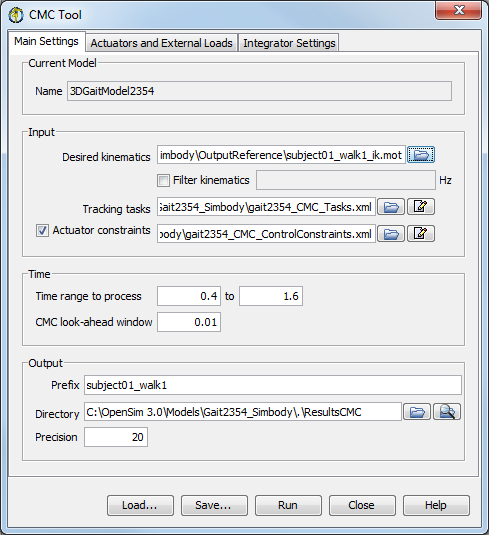 CMC Tool
Main Settings Actuators and External Loads Integrator Settings
Current Model
Name 3DGaitModel2354
Input
Desired kinematics imbody\OutputReference\subject01_walk1_ik.mot
Filter kinematics Hz
Tracking tasks Gait2354_Simbody\gait2354_CMC_Tasks.xml
Actuator constraints body\gait2354_CMC_ControlConstraints.xml
Time
Time range to process 0.4 to 1.6
CMC look-ahead window 0.01
Output
Prefix subject01_walk1
Directory C:\OpenSim 3.0\Models\Gait2354_Simbody\.\ResultsCMC
Precision 20
Load... Save... Run Close Help